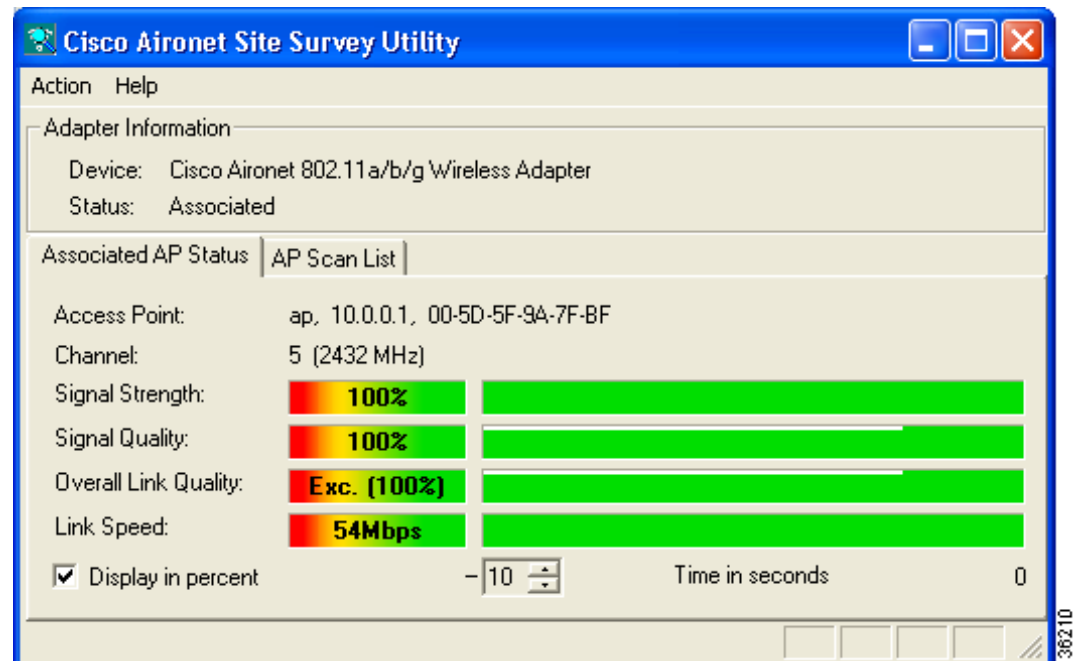 Cisco Aironet Site Survey Utility
Action Help
Adapter Information
Device: Cisco Aironet 802.11a/b/g Wireless Adapter
Status: Associated
Associated AP Status AP Scan List
Access Point: ap, 10.0.0.1, 00-5D-5F-9A-7F-BF
Channel: 5 (2432 MHz)
Signal Strength: 100%
Signal Quality: 100%
Overall Link Quality: Exc. (100%)
Link Speed: 54Mbps
Display in percent -10 Time in seconds 0
36210